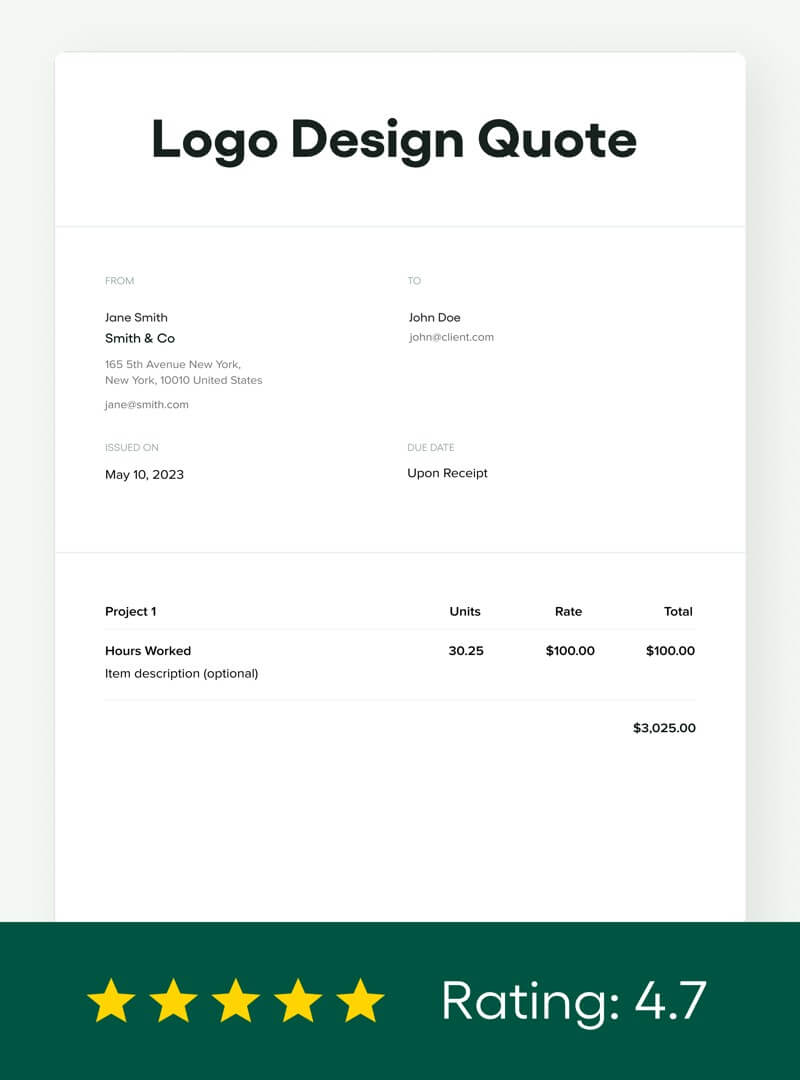 Logo Design Quote
FROM
TO
Jane Smith
John Doe
Smith & Co
john@client.com
165 5th Avenue New York,
New York, 10010 United States
jane@smith.com
ISSUED ON
DUE DATE
May 10, 2023
Upon Receipt
Project 1 Units Rate Total
Hours Worked 30.25 $100.00 $100.00
Item description (optional)
$3,025.00
Rating: 4.7